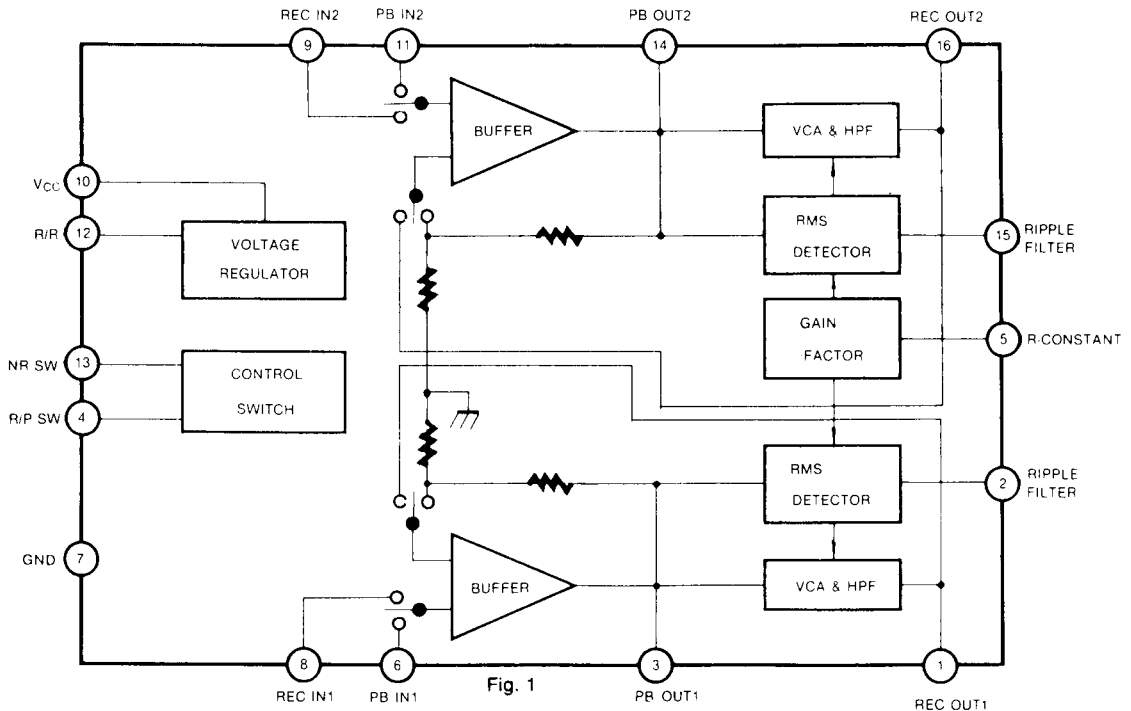 REC IN2
PB IN2
PB OUT2
REC OUT2
9
11
14
16
BUFFER
VCA & HPF
VCC
10
R/R
12
VOLTAGE
REGULATOR
RMS
DETECTOR
15
RIPPLE
FILTER
NR SW
13
R/P SW
4
CONTROL
SWITCH
GAIN
FACTOR
5
R-CONSTANT
RMS
DETECTOR
2
RIPPLE
FILTER
GND
7
BUFFER
VCA & HPF
8
6
3
1
REC IN1
PB IN1
Fig. 1
PB OUT1
REC OUT1